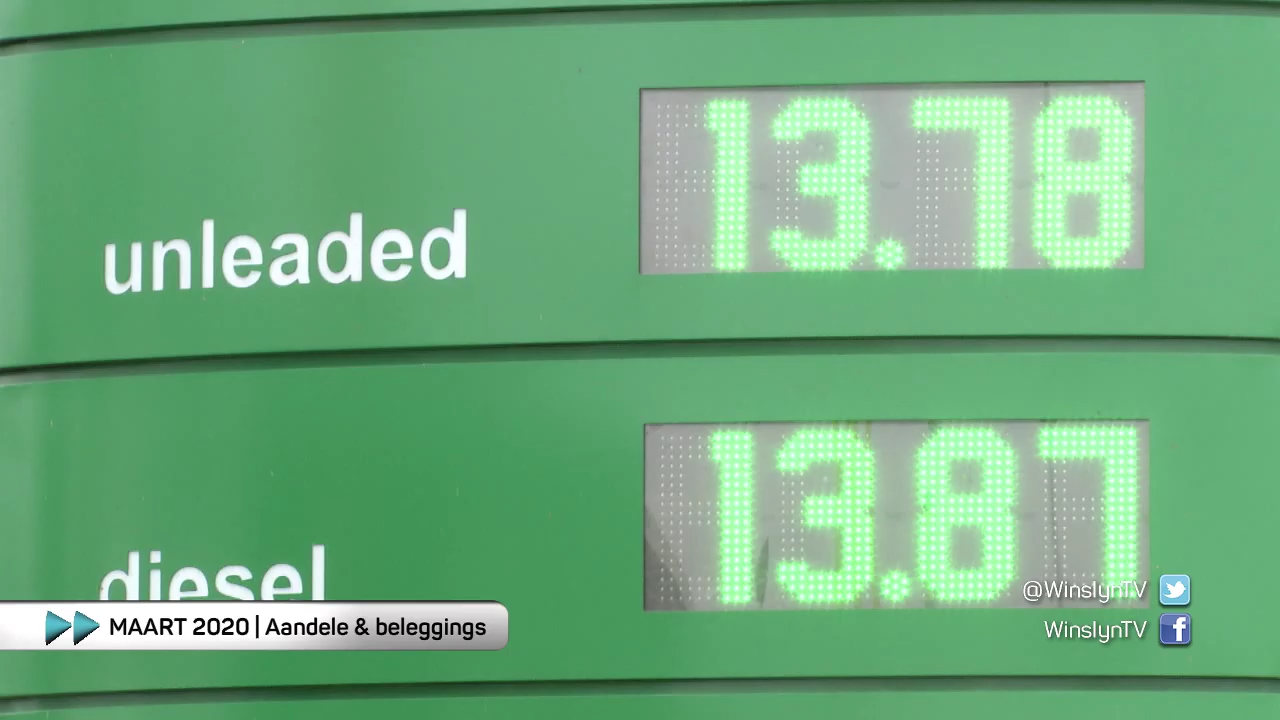 unleaded 13.78
diesel 13.87
@WinslynTV
MAART 2020 | Aandele & beleggings
WinslynTV